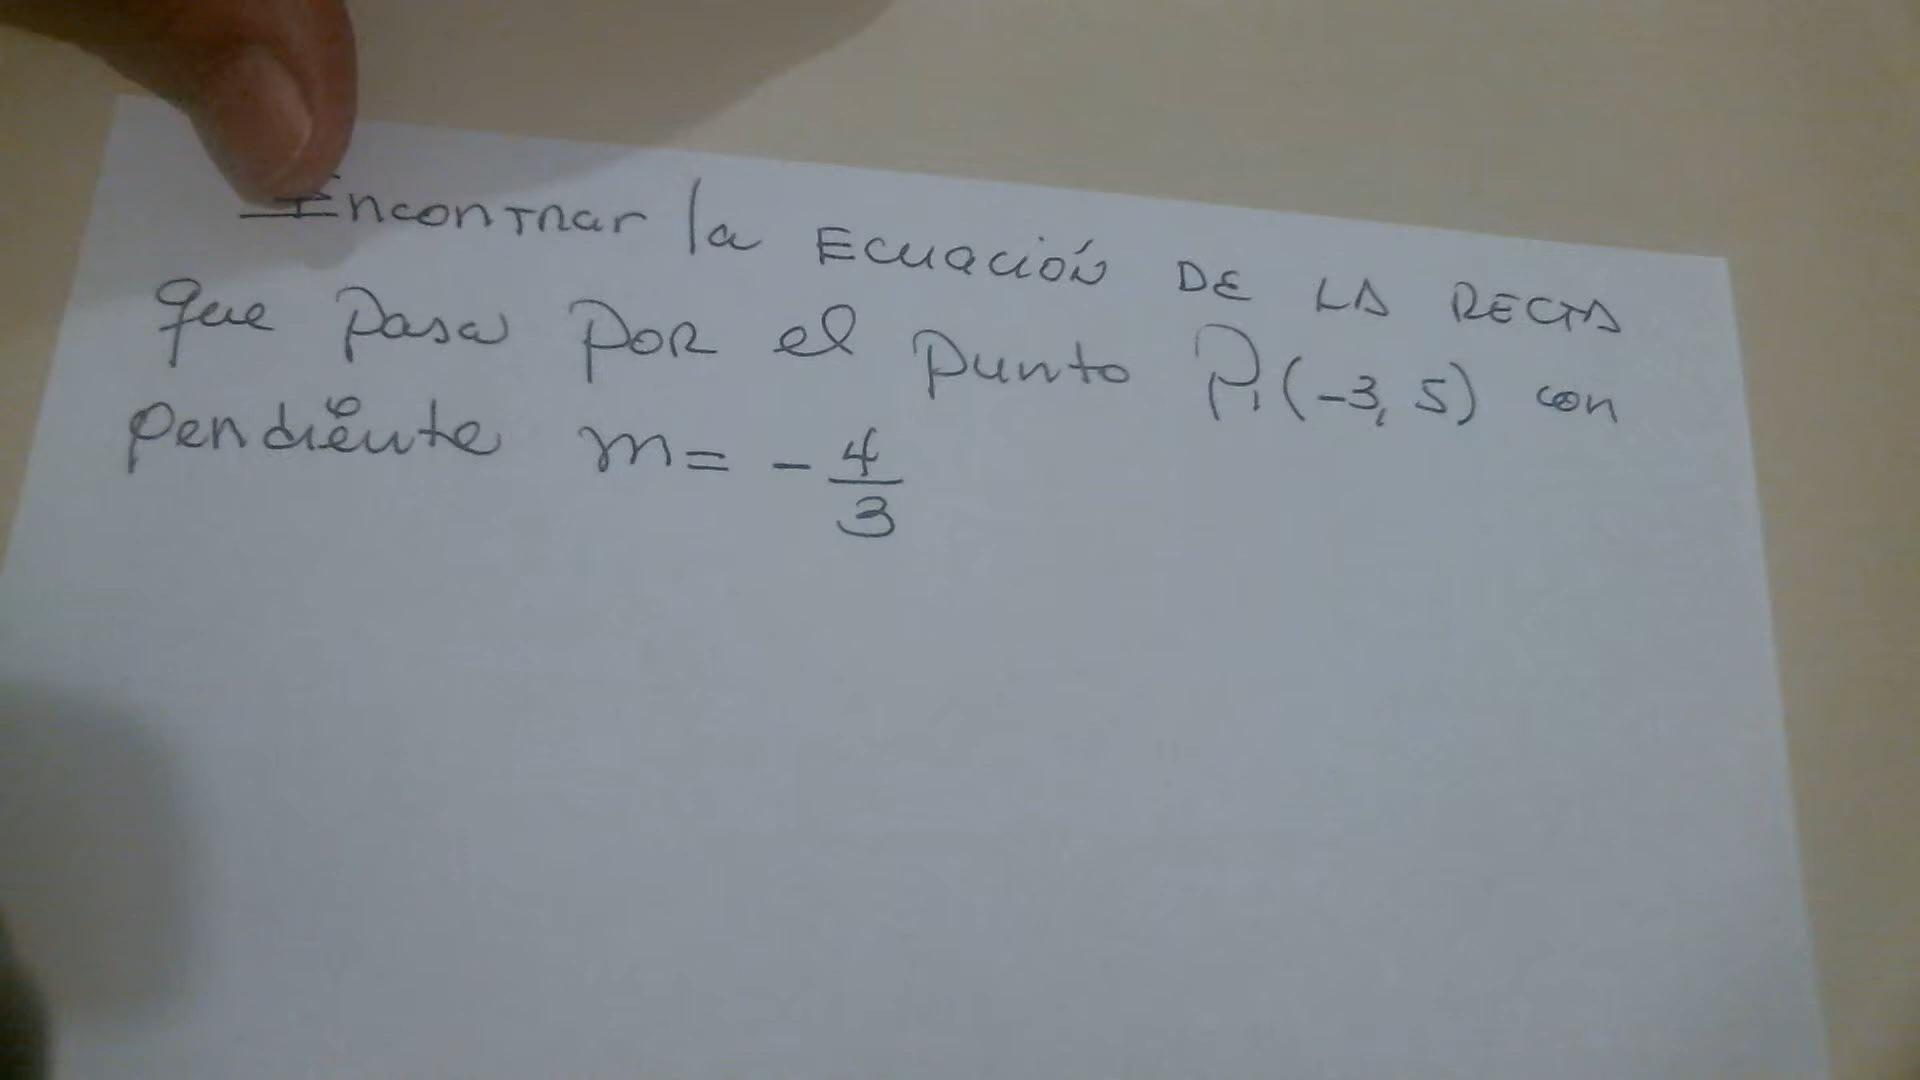 Encontrar la Ecuación DE LA RECTA
que pasa POR el punto P₁(-3, 5) con
pendiente m = - 4/3